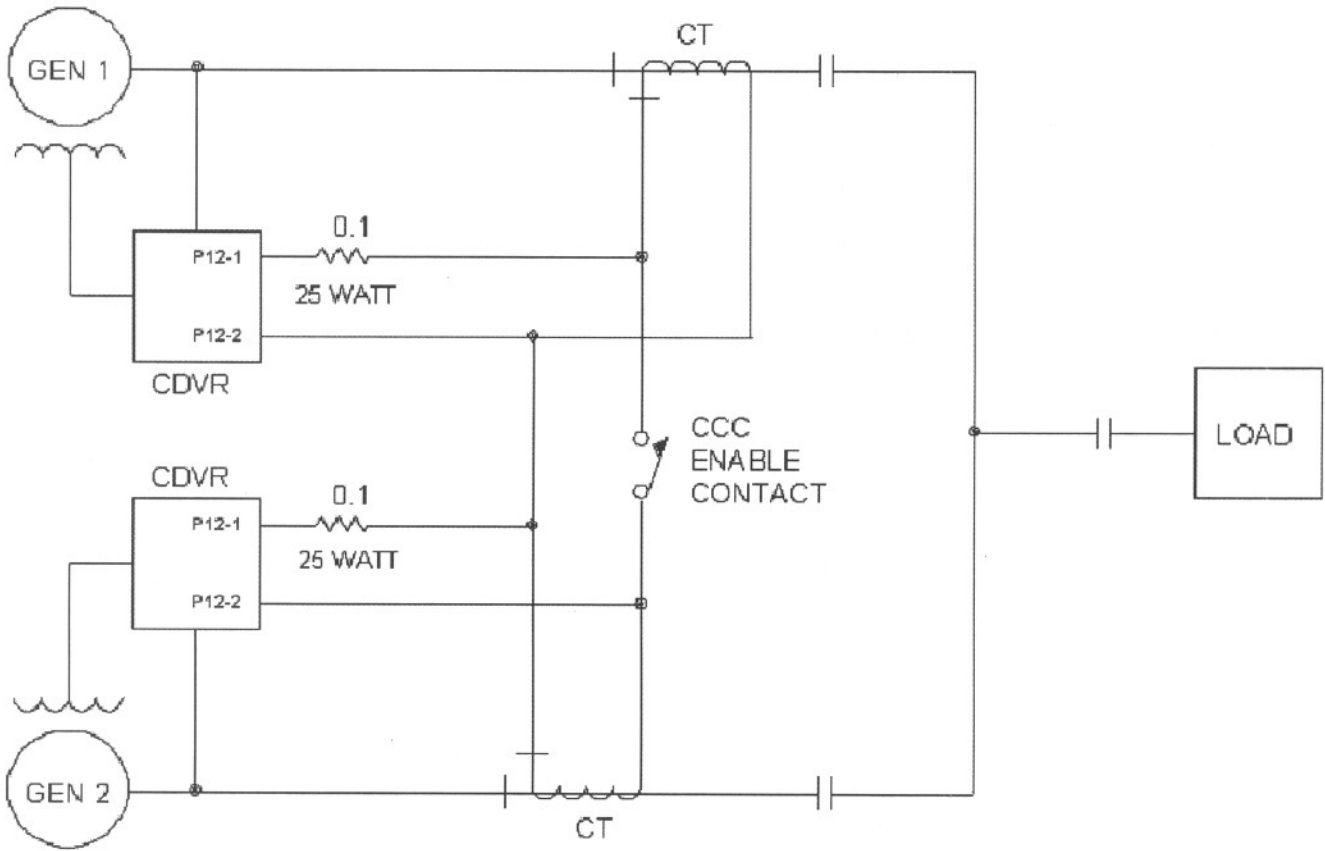 GEN 1
CT
0.1
P12-1
25 WATT
P12-2
CDVR
CCC
ENABLE
CONTACT
LOAD
CDVR
0.1
P12-1
25 WATT
P12-2
GEN 2
CT